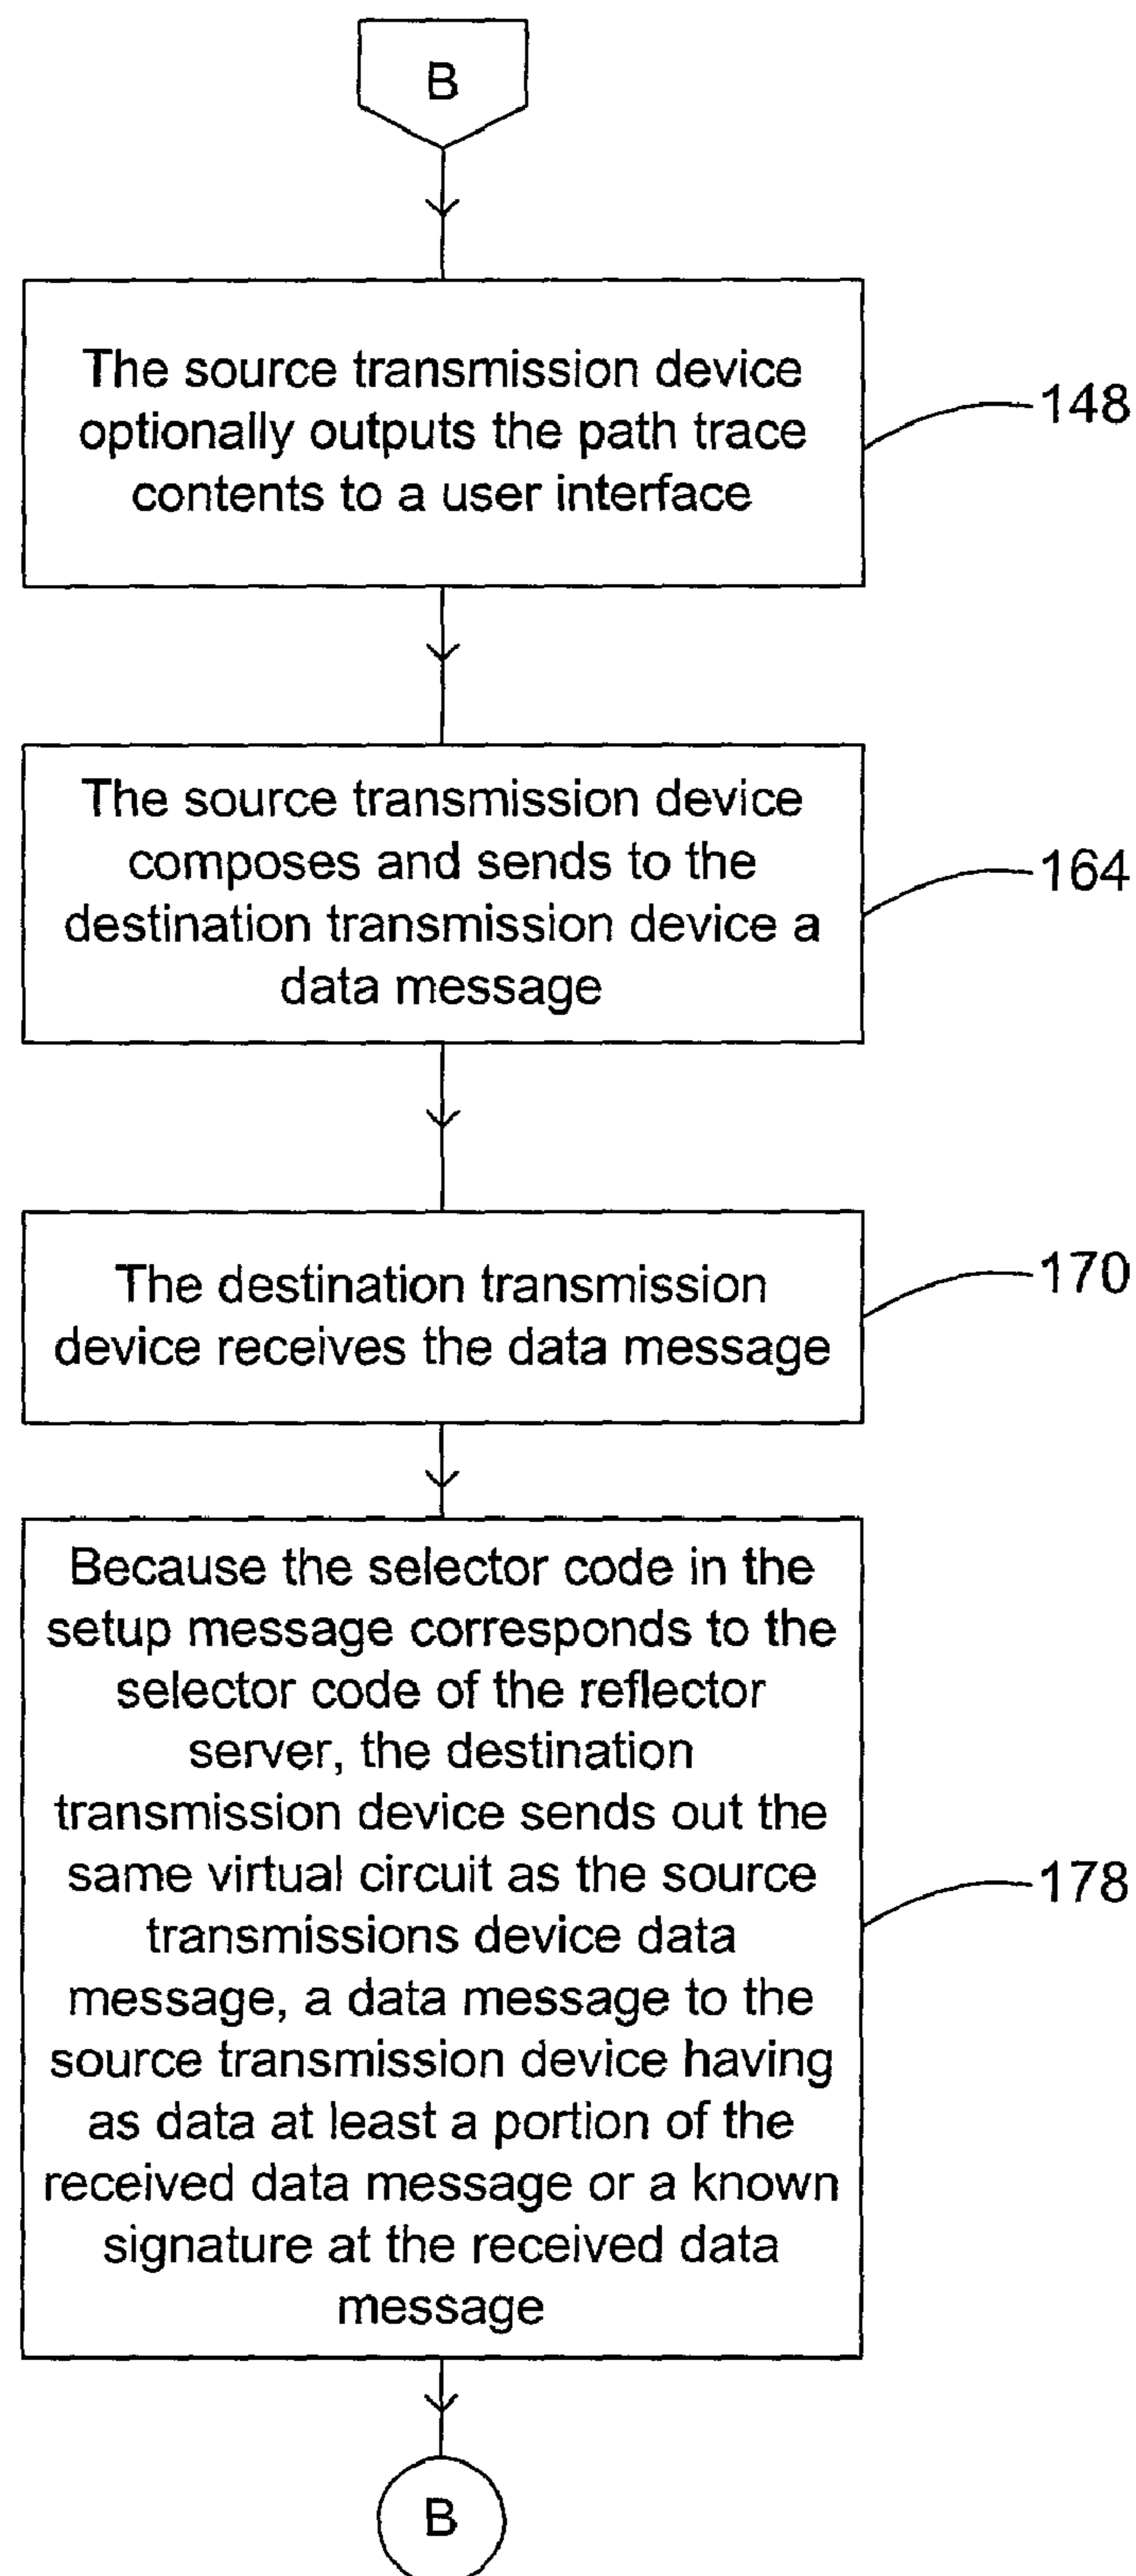 B
The source transmission device
optionally outputs the path trace
contents to a user interface
148
The source transmission device
composes and sends to the
destination transmission device a
data message
164
The destination transmission
device receives the data message
170
Because the selector code in the
setup message corresponds to the
selector code of the reflector
server, the destination
transmission device sends out the
same virtual circuit as the source
transmissions device data
message, a data message to the
source transmission device having
as data at least a portion of the
received data message or a known
signature at the received data
message
178
B